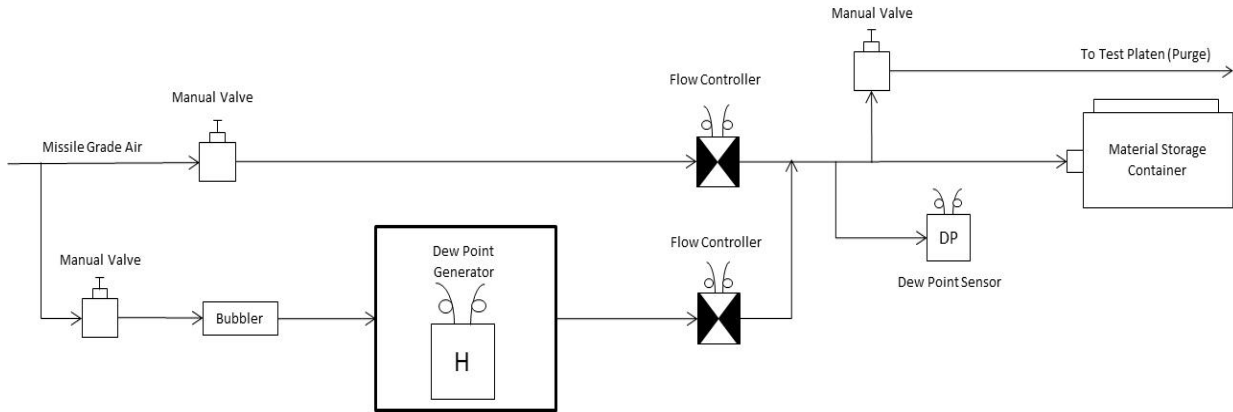 Manual Valve
To Test Platen (Purge)
Flow Controller
Manual Valve
Missile Grade Air
Material Storage
Container
Manual Valve
Dew Point
Generator
Flow Controller
DP
Dew Point Sensor
Bubbler
H